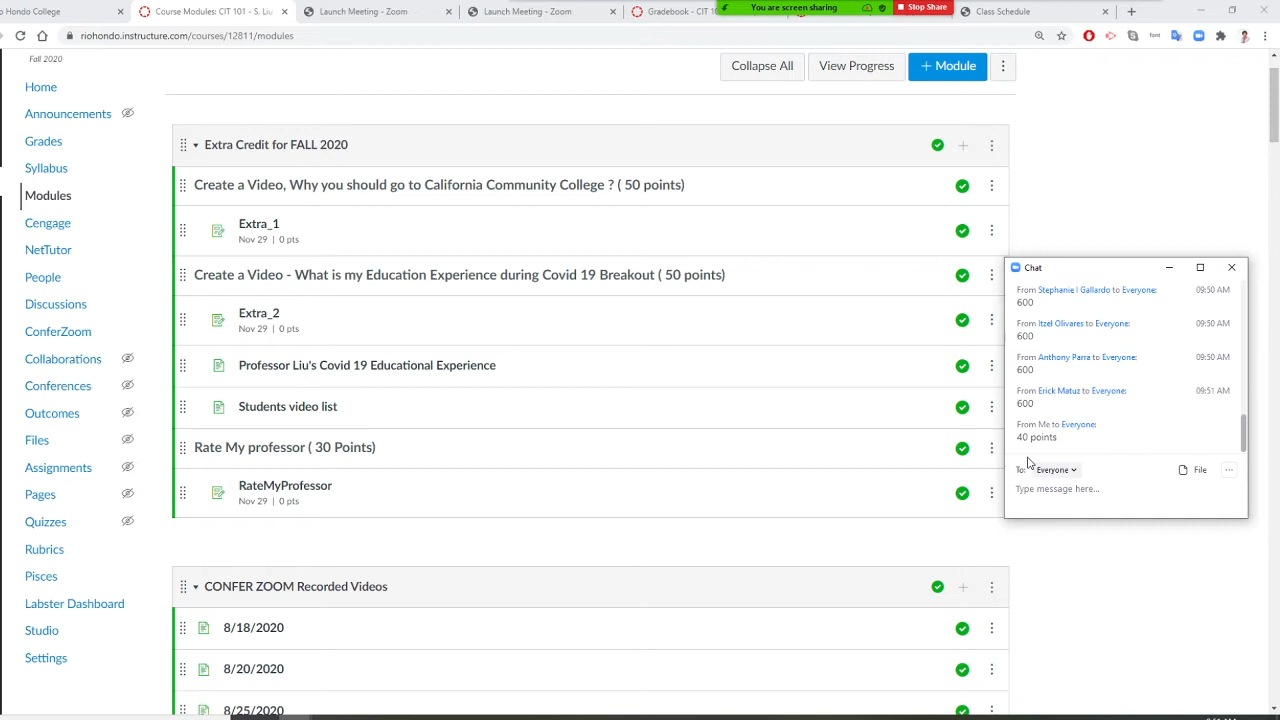 o Hondo College
Course Modules: CIT 101 - S. Liu
Launch Meeting - Zoom
Launch Meeting - Zoom
Gradebook - CIT 10
You are screen sharing
Stop Share
Class Schedule
riohondo.instructure.com/courses/12811/modules
Fall 2020
Collapse All
View Progress
+ Module
Home
Announcements
Grades
Syllabus
Modules
Cengage
NetTutor
People
Discussions
ConferZoom
Collaborations
Conferences
Outcomes
Files
Assignments
Pages
Quizzes
Rubrics
Pisces
Labster Dashboard
Studio
Settings
Extra Credit for FALL 2020
Create a Video, Why you should go to California Community College ? ( 50 points)
Extra_1
Nov 29 | 0 pts
Create a Video - What is my Education Experience during Covid 19 Breakout ( 50 points)
Extra_2
Nov 29 | 0 pts
Professor Liu's Covid 19 Educational Experience
Students video list
Rate My professor ( 30 Points)
RateMyProfessor
Nov 29 | 0 pts
CONFER ZOOM Recorded Videos
8/18/2020
8/20/2020
8/25/2020
Chat
From Stephanie I Gallardo to Everyone: 09:50 AM
600
From Itzel Olivares to Everyone: 09:50 AM
600
From Anthony Parra to Everyone: 09:50 AM
600
From Erick Matuz to Everyone: 09:51 AM
600
From Me to Everyone:
40 points
To: Everyone
File
Type message here...